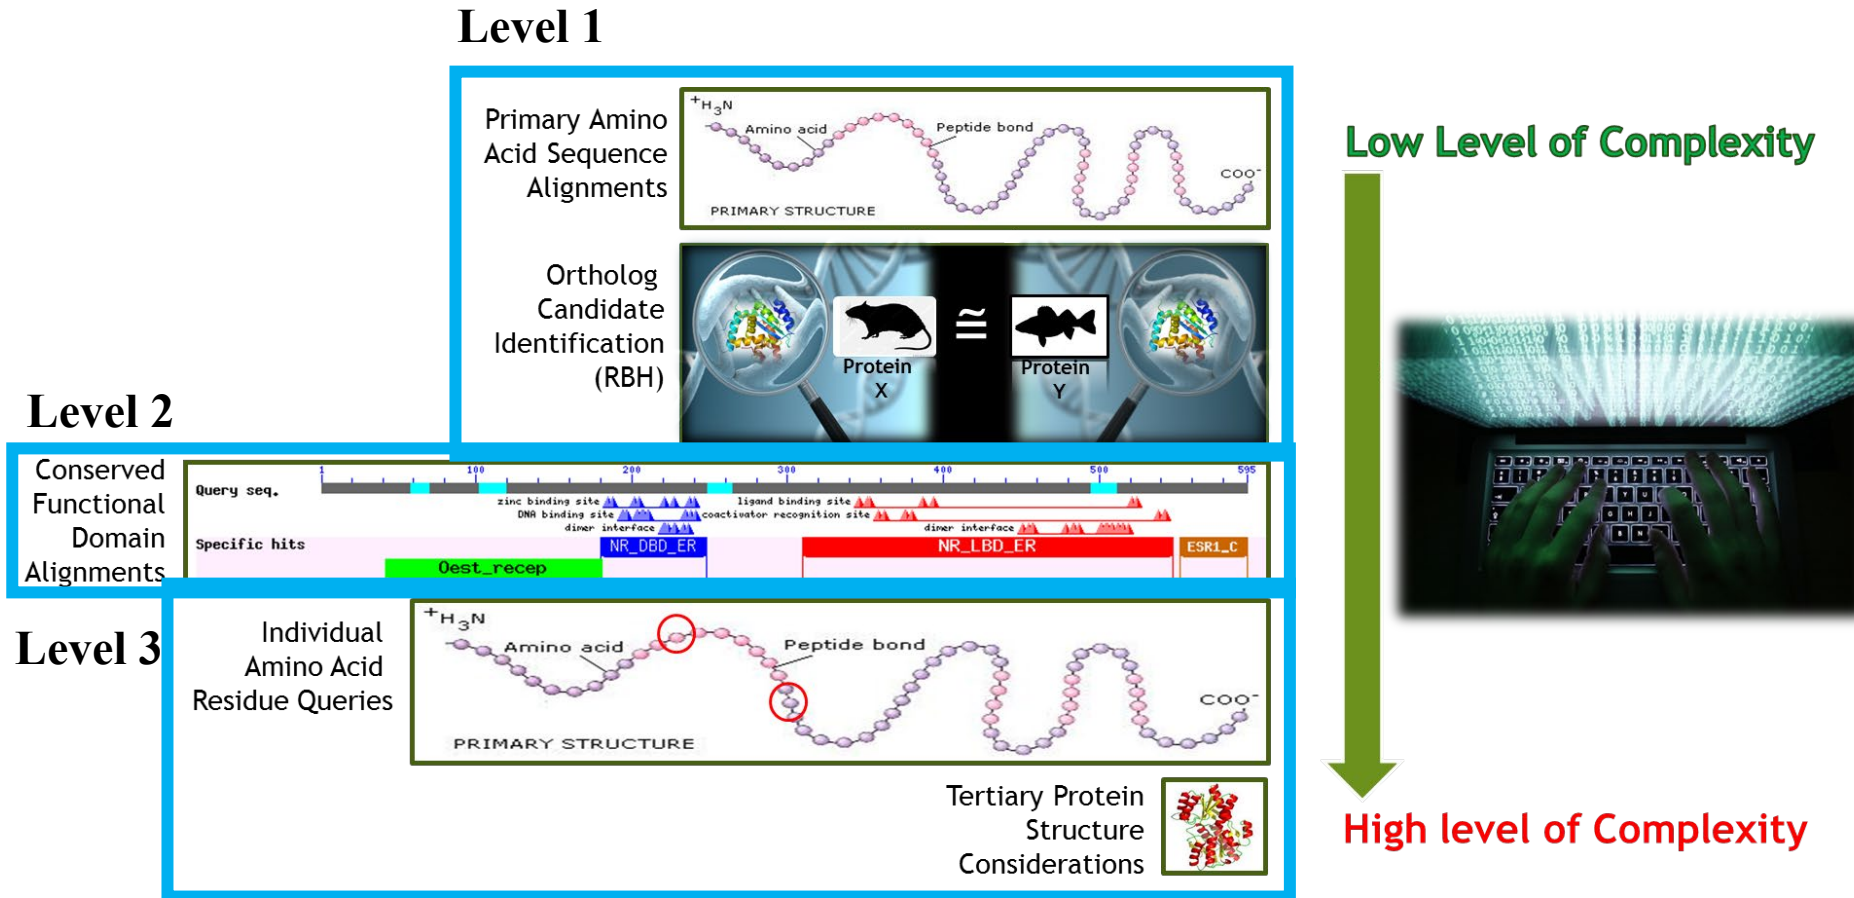 Level 1
Primary Amino
Acid Sequence
Alignments
+H3N
Amino acid
Peptide bond
COO-
PRIMARY STRUCTURE
Low Level of Complexity
Ortholog
Candidate
Identification
(RBH)
Protein
X
≅
Protein
Y
Level 2
Conserved
Functional
Domain
Alignments
1 100 200 300 400 500 595
Query seq.
zinc binding site
ligand binding site
DNA binding site
coactivator recognition site
dimer interface
dimer interface
Specific hits
NR_DBD_ER
NR_LBD_ER
ESR1_C
Oest_recep
Level 3
Individual
Amino Acid
Residue Queries
+H3N
Amino acid
Peptide bond
COO-
PRIMARY STRUCTURE
Tertiary Protein
Structure
Considerations
High level of Complexity